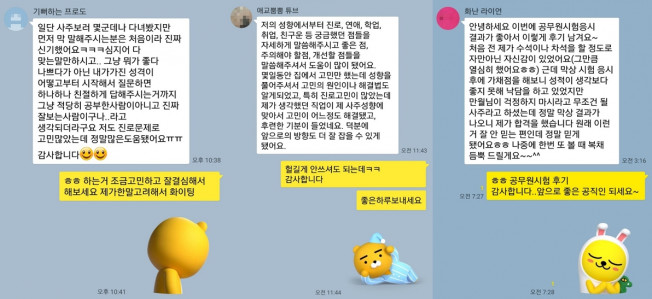 기뻐하는 프로도
일단 사주보러 몇군데나 다녀봤지만
먼저 막 말해주시는분은 처음이라 진짜
신기했어요ㅋㅋㅋ심지어 다
맞는말만하시고... 그냥 뭐가 좋다
나쁘다가 아닌 내가가진 성격이
어떻고부터 시작해서 질문하면
하나하나 친절하게 답해주시는거까지
그냥 적당히 공부한사람이아니고 진짜
잘보는사람이구나..라고
생각되더라구요 저도 진로문제로
고민많았는데 정말많은도움됐어요ㅠㅠ
감사합니다
오전 10:38
ㅎㅎ 하는거 조금고민하고 잘결심해서
해보세요 제가한말고려해서 화이팅
오전 10:41
애교뿜뿜 튜브
저의 성향에서부터 진로, 연애, 학업,
취업, 친구운 등 궁금했던 점들을
자세하게 말씀해주시고 좋은 점,
주의해야 할점, 개선할 점들을
말씀해주셔서 도움이 많이 됐어요.
몇일동안 집에서 고민만 했는데 성향을
풀어주셔서 고민의 원인이나 해결법도
알게되었고, 특히 진로고민이 많았는데
제가 생각했던 직업이 제 사주성향에
맞아서 고민이 어느정도 해결됐고,
후련한 기분이 들었네요. 덕분에
앞으로의 방향도 더 잘 잡을 수 있게
됐어요.
오전 11:43
헐길게 안쓰셔도 되는데ㅋㅋ
감사합니다
좋은하루보내세요
오전 11:44
하난 라이언
안녕하세요 이번에 공무원시험응시
결과가 좋아서 이렇게 후기 남겨요~
처음 전 제가 수석이나 차석을 할 정도로
자만아닌 자신감이 있었어요(그만큼
열심히 했어요ㅎㅎ) 근데 막상 시험 응시
후에 가채점을 해보니 성적이 생각보다
좋지 못해 낙담을 하고 있었지만
만월님이 걱정하지 마시라고 무조건 될
사주라고 하셨는데 정말 막상 결과가
나오니 제가 합격을 했습니다 원래 이런
거 잘 안 믿는 편인데 정말 믿게
됐어요ㅎㅎ 나중에 한번 또 볼 때 복채
듬뿍 드릴게요~~^^
오전 3:16
ㅎㅎ 공무원시험 후기
감사합니다..앞으로 좋은 공직인 되세요~
오전 7:27
오전 7:28